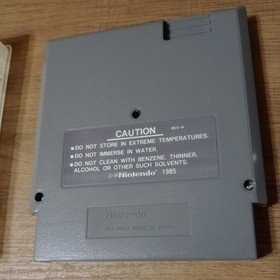 CAUTION REV-A
•DO NOT STORE IN EXTREME TEMPERATURES.
•DO NOT IMMERSE IN WATER.
•DO NOT CLEAN WITH BENZENE, THINNER,
ALCOHOL OR OTHER SUCH SOLVENTS.
©®Nintendo 1985
Nintendo